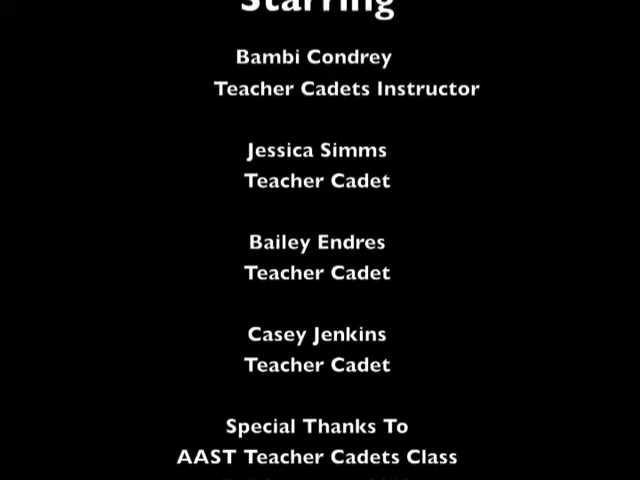 Starring
Bambi Condrey
Teacher Cadets Instructor
Jessica Simms
Teacher Cadet
Bailey Endres
Teacher Cadet
Casey Jenkins
Teacher Cadet
Special Thanks To
AAST Teacher Cadets Class